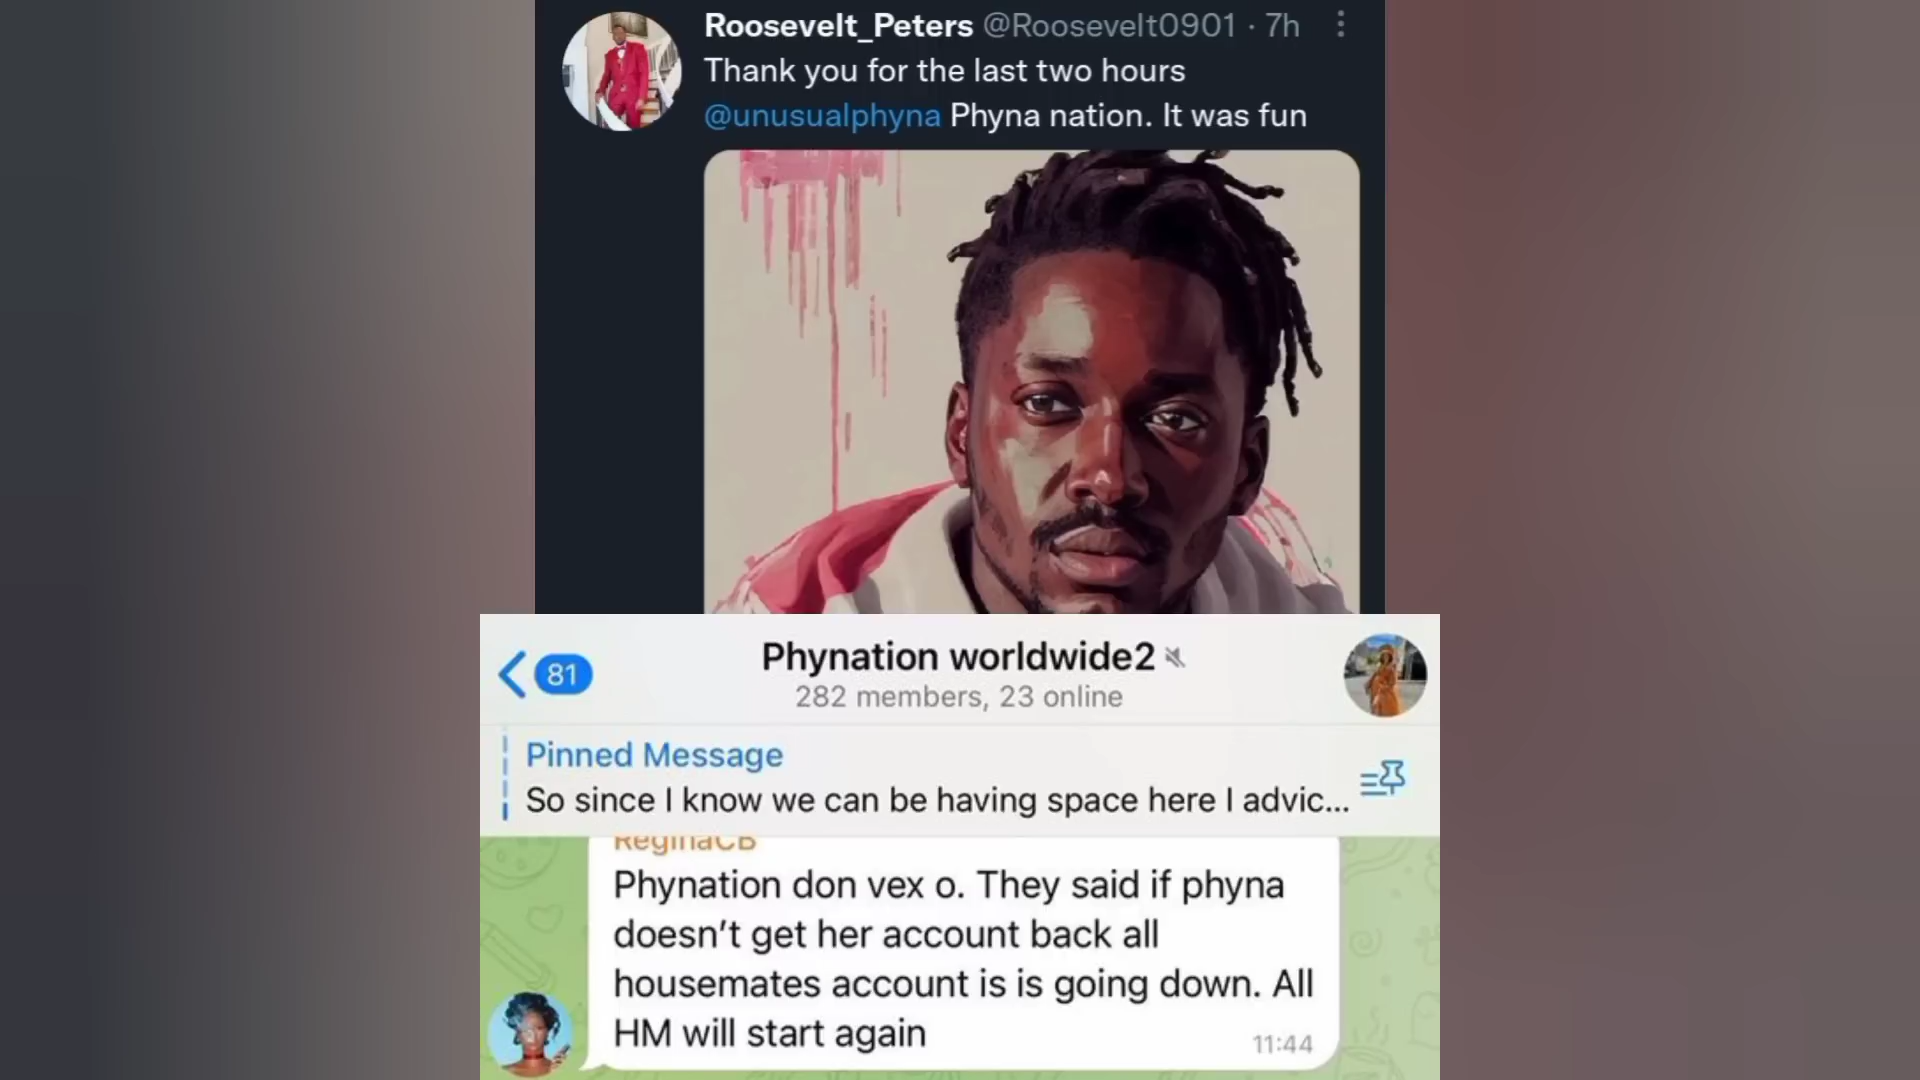 Roosevelt_Peters @Roosevelt0901 · 7h
Thank you for the last two hours
@unusualphyna Phyna nation. It was fun
81
Phynation worldwide2
282 members, 23 online
Pinned Message
So since I know we can be having space here I advic...
ReginaCB
Phynation don vex o. They said if phyna
doesn't get her account back all
housemates account is is going down. All
HM will start again
11:44